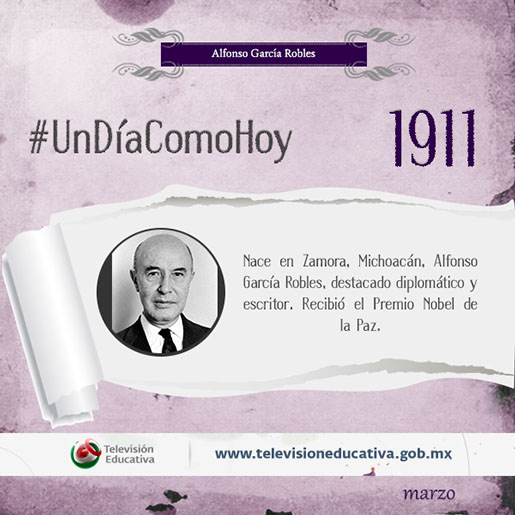 Alfonso García Robles
#UnDíaComoHoy
1911
Nace en Zamora, Michoacán, Alfonso
García Robles, destacado diplomático y
escritor. Recibió el Premio Nobel de
la Paz.
Televisión
Educativa
www.televisioneducativa.gob.mx
marzo